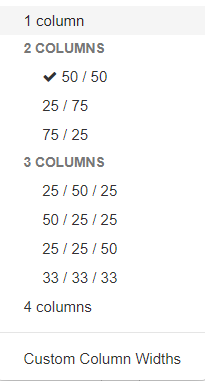 1 column
2 COLUMNS
50 / 50
25 / 75
75 / 25
3 COLUMNS
25 / 50 / 25
50 / 25 / 25
25 / 25 / 50
33 / 33 / 33
4 columns
Custom Column Widths